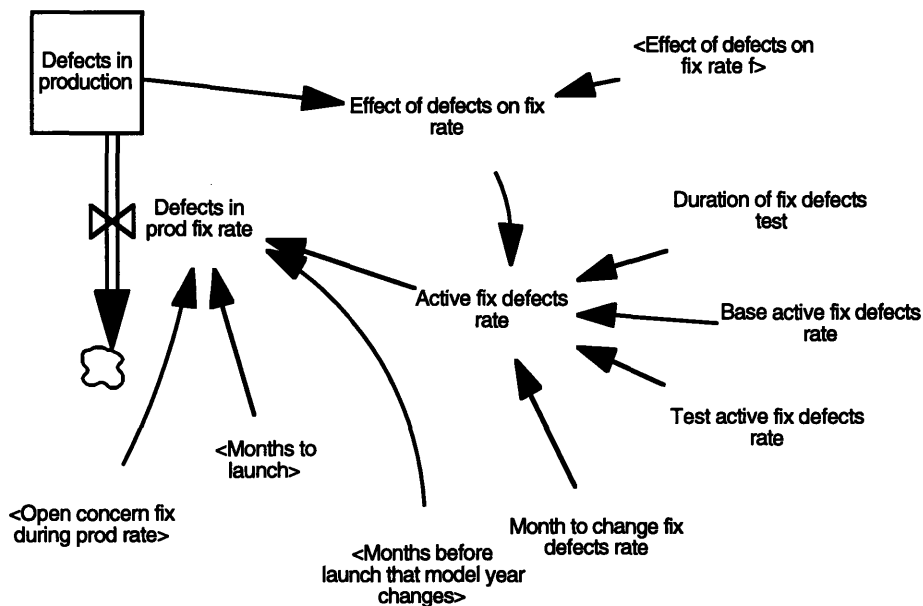 Defects in
production
<Effect of defects on
fix rate f>
Effect of defects on fix
rate
Defects in
prod fix rate
Duration of fix defects
test
Active fix defects
rate
Base active fix defects
rate
Test active fix defects
rate
<Months to
launch>
<Open concern fix
during prod rate>
Month to change fix
defects rate
<Months before
launch that model year
changes>